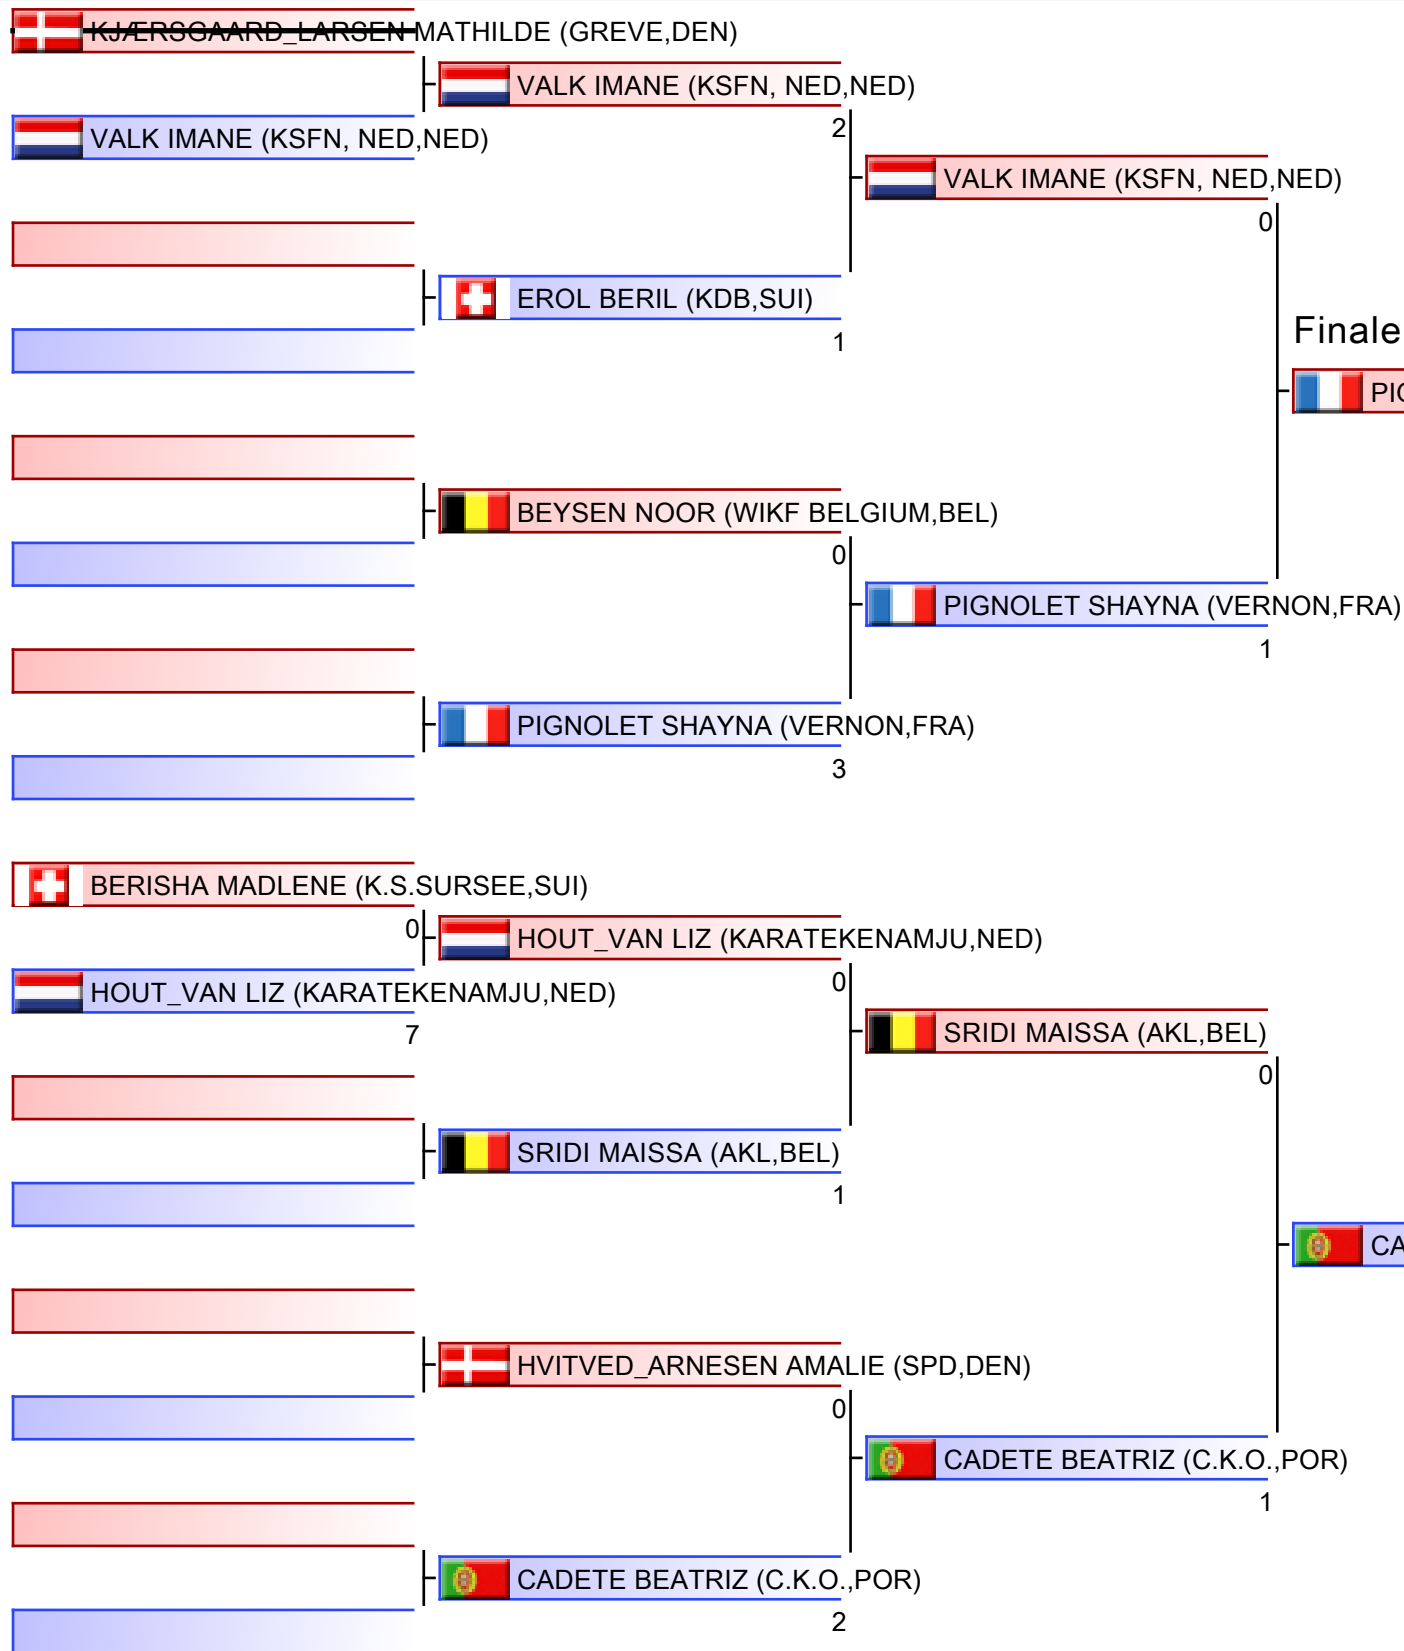 KJÆRSGAARD_LARSEN MATHILDE (GREVE,DEN)
VALK IMANE (KSFN, NED,NED)
VALK IMANE (KSFN, NED,NED)
2
VALK IMANE (KSFN, NED,NED)
0
EROL BERIL (KDB,SUI)
1
Finale
PIG
BEYSEN NOOR (WIKF BELGIUM,BEL)
0
PIGNOLET SHAYNA (VERNON,FRA)
1
PIGNOLET SHAYNA (VERNON,FRA)
3
BERISHA MADLENE (K.S.SURSEE,SUI)
0
HOUT_VAN LIZ (KARATEKENAMJU,NED)
0
HOUT_VAN LIZ (KARATEKENAMJU,NED)
7
SRIDI MAISSA (AKL,BEL)
0
SRIDI MAISSA (AKL,BEL)
1
CA
HVITVED_ARNESEN AMALIE (SPD,DEN)
0
CADETE BEATRIZ (C.K.O.,POR)
1
CADETE BEATRIZ (C.K.O.,POR)
2